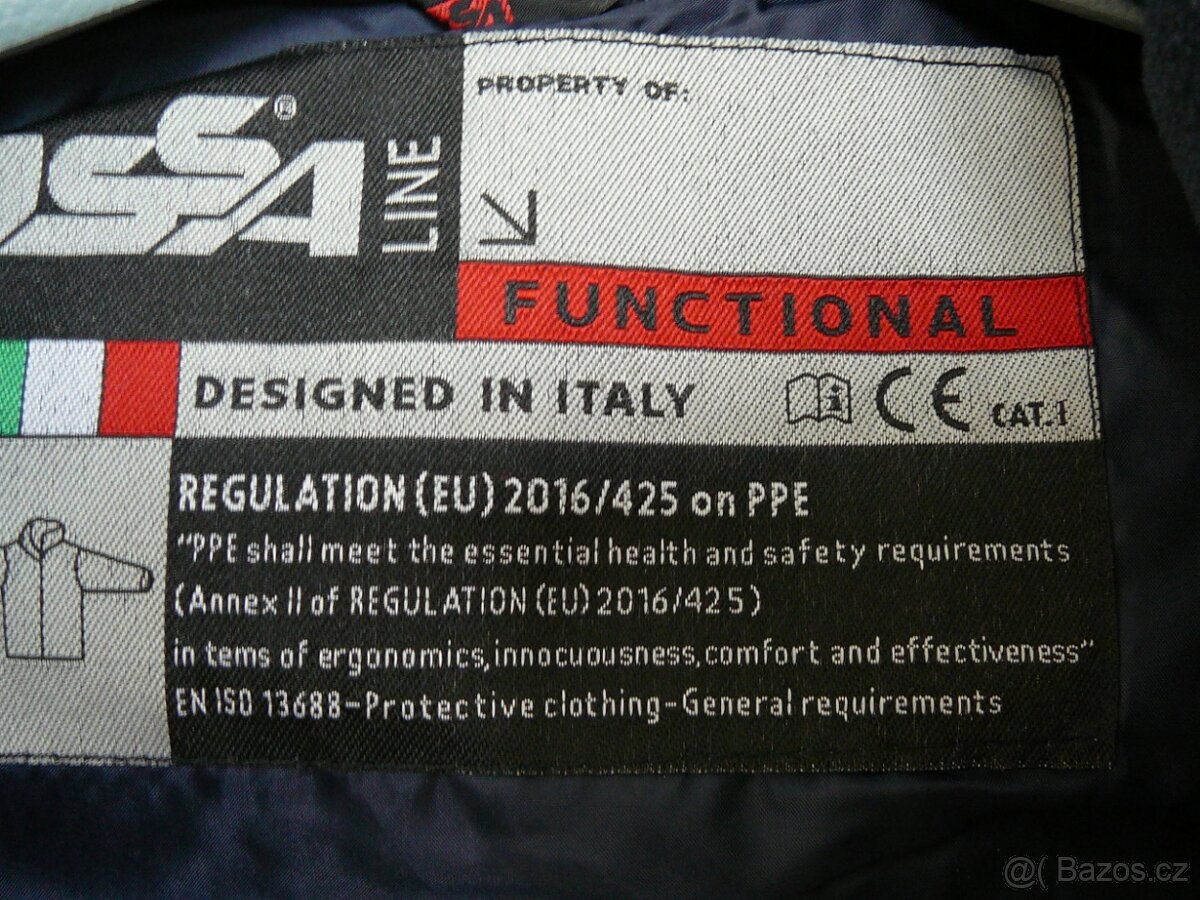 PROPERTY OF:
USSA® LINE
FUNCTIONAL
DESIGNED IN ITALY CE CAT. I
REGULATION (EU) 2016/425 on PPE
"PPE shall meet the essential health and safety requirements
(Annex II of REGULATION (EU) 2016/425)
in tems of ergonomics, innocuousness, comfort and effectiveness"
EN ISO 13688-Protective clothing-General requirements
@( Bazos.cz